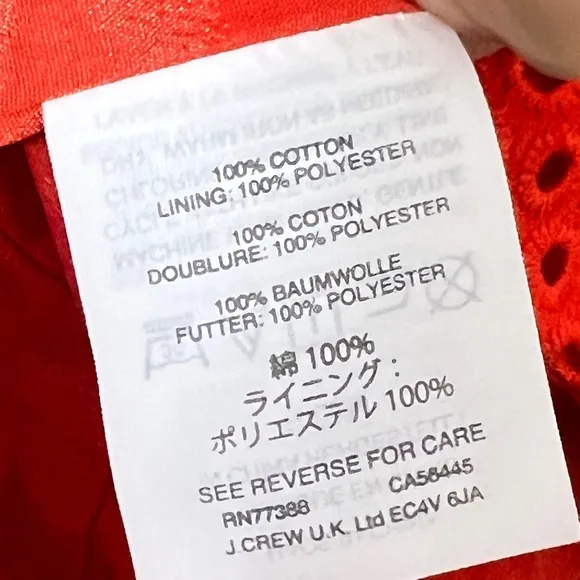 100% COTTON
LINING: 100% POLYESTER
100% COTON
DOUBLURE: 100% POLYESTER
100% BAUMWOLLE
FUTTER: 100% POLYESTER
綿 100%
ライニング：
ポリエステル 100%
SEE REVERSE FOR CARE
RN77388 CA58445
J.CREW U.K. Ltd EC4V 6JA